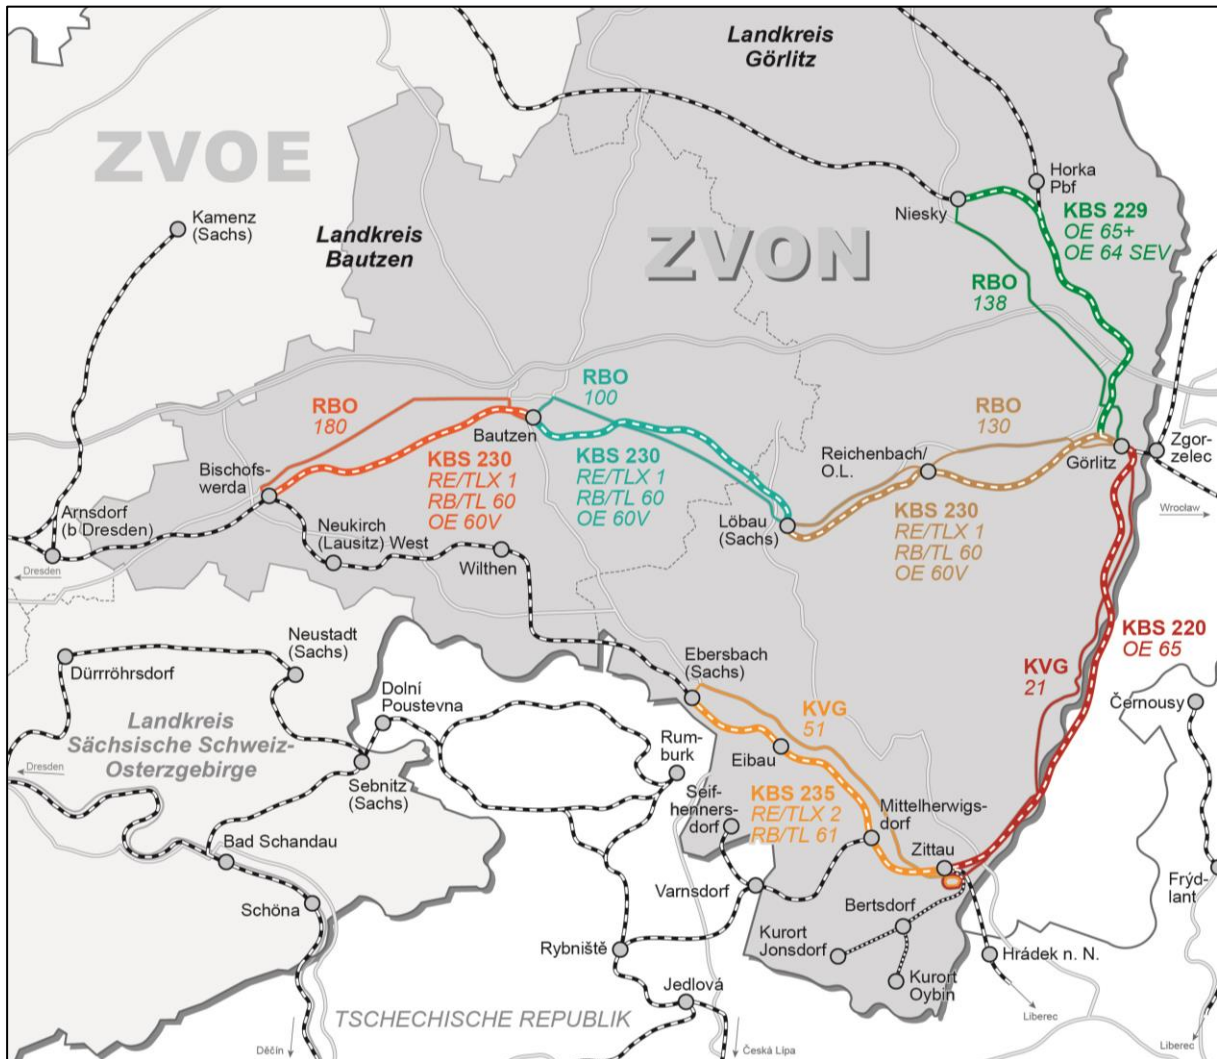 Landkreis
Görlitz
ZVOE
Kamenz
(Sachs)
Landkreis
Bautzen
ZVON
Niesky
Horka
Pbf
KBS 229
OE 65+
OE 64 SEV
RBO
138
RBO
180
RBO
100
RBO
130
Bautzen
KBS 230
RE/TLX 1
RB/TL 60
OE 60V
KBS 230
RE/TLX 1
RB/TL 60
OE 60V
Reichenbach/
O.L.
Görlitz
Zgor-
zelec
Bischofs-
werda
Arnsdorf
(b Dresden)
Dresden
Neukirch
(Lausitz) West
Wilthen
Löbau
(Sachs)
KBS 230
RE/TLX 1
RB/TL 60
OE 60V
Wrocław
Neustadt
(Sachs)
Dürrröhrsdorf
Dolní
Poustevna
Ebersbach
(Sachs)
KBS 220
OE 65
KVG
21
KVG
51
Černousy
Landkreis
Sächsische Schweiz-
Osterzgebirge
Dresden
Sebnitz
(Sachs)
Rum-
burk
Eibau
Seif-
henners-
dorf
KBS 235
RE/TLX 2
RB/TL 61
Mittelherwigs-
dorf
Zittau
Bad Schandau
Schöna
Varnsdorf
Bertsdorf
Frýd-
lant
Kurort
Jonsdorf
Rybniště
Hrádek n. N.
Kurort
Oybin
Jedlová
TSCHECHISCHE REPUBLIK
Liberec
Děčín
Česká Lípa
Liberec